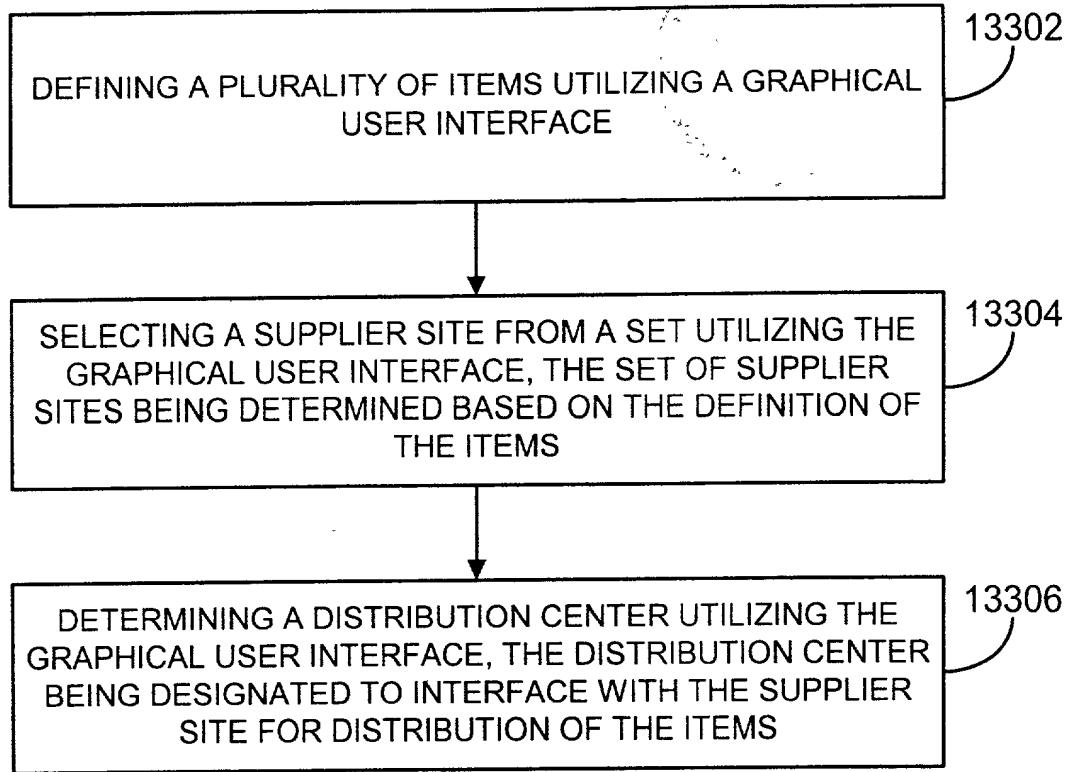 13302
DEFINING A PLURALITY OF ITEMS UTILIZING A GRAPHICAL
USER INTERFACE
13304
SELECTING A SUPPLIER SITE FROM A SET UTILIZING THE
GRAPHICAL USER INTERFACE, THE SET OF SUPPLIER
SITES BEING DETERMINED BASED ON THE DEFINITION OF
THE ITEMS
13306
DETERMINING A DISTRIBUTION CENTER UTILIZING THE
GRAPHICAL USER INTERFACE, THE DISTRIBUTION CENTER
BEING DESIGNATED TO INTERFACE WITH THE SUPPLIER
SITE FOR DISTRIBUTION OF THE ITEMS